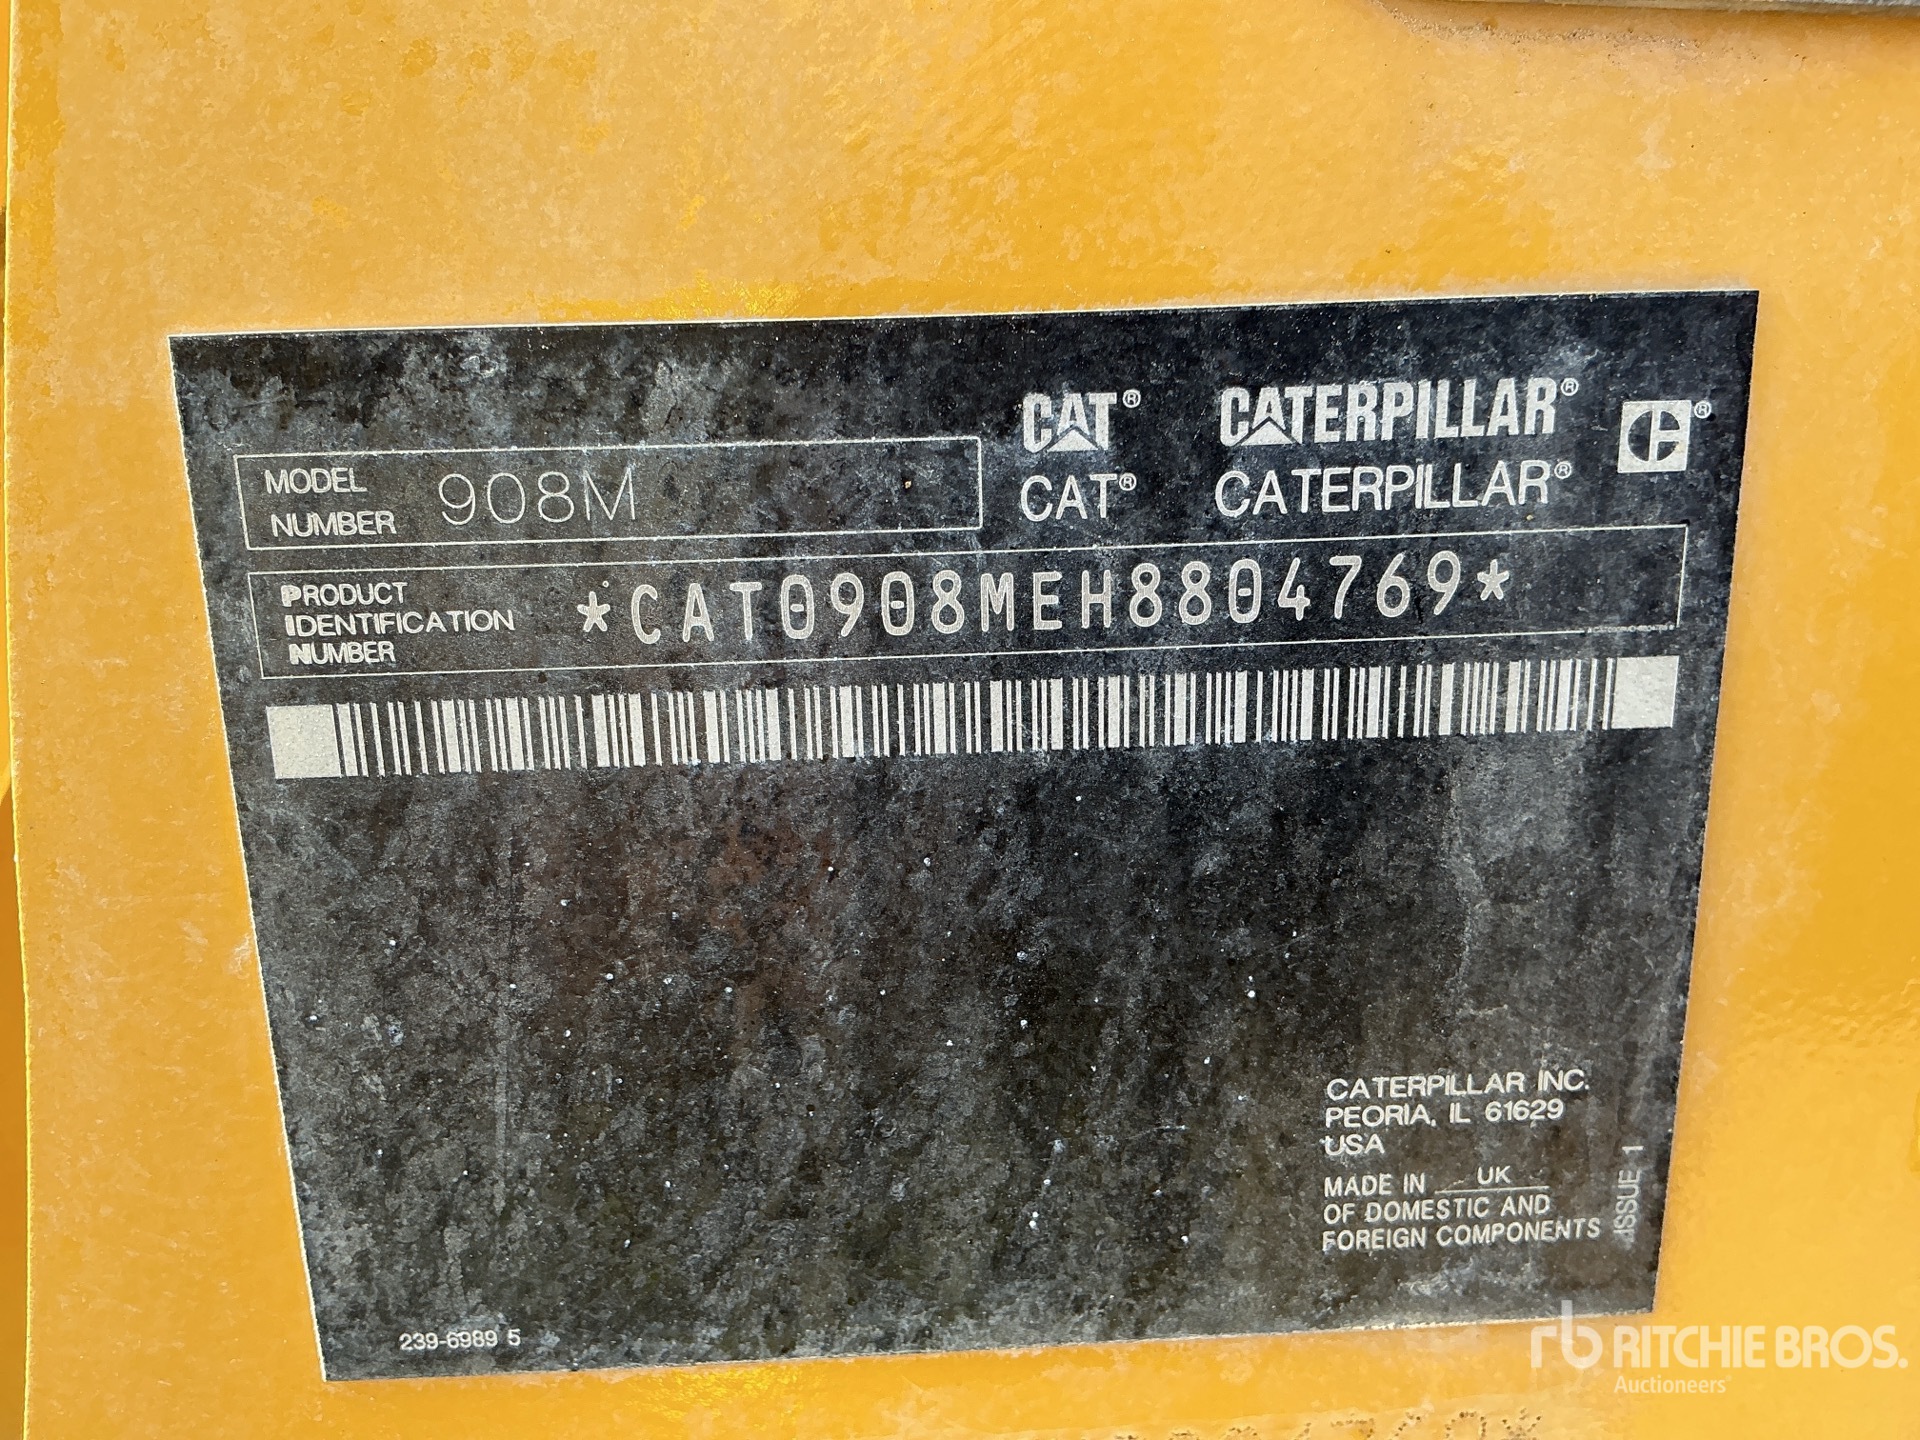 CAT® CATERPILLAR®
CAT® CATERPILLAR®
MODEL
NUMBER 908M
PRODUCT
IDENTIFICATION
NUMBER
*CAT0908MEH8804769*
CATERPILLAR INC.
PEORIA, IL 61629
USA
MADE IN UK
OF DOMESTIC AND
FOREIGN COMPONENTS
ISSUE 1
239-6989 5
rb RITCHIE BROS.
Auctioneers